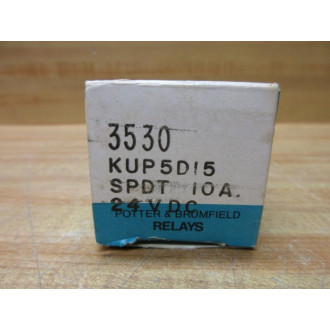 3530
KUP5D15
SPDT 10A.
24VDC
POTTER & BRUMFIELD
RELAYS